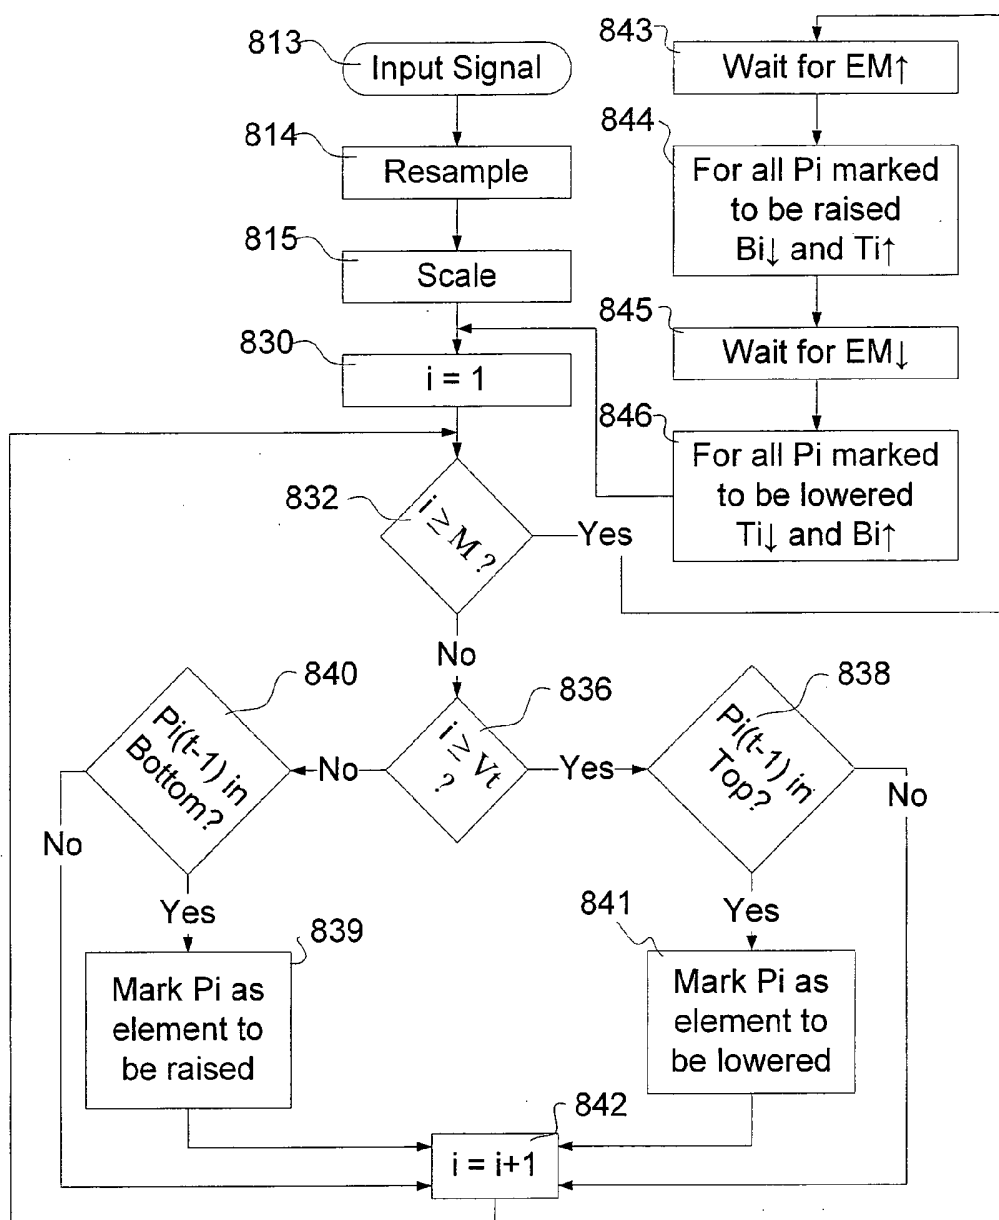 813
Input Signal
814
Resample
815
Scale
830
i = 1
832
i ≥ M ?
Yes
No
836
i ≥ Vt
?
No
Yes
840
Pi(t-1) in
Bottom?
No
Yes
839
Mark Pi as
element to
be raised
838
Pi(t-1) in
Top?
No
Yes
841
Mark Pi as
element to
be lowered
842
i = i+1
843
Wait for EM↑
844
For all Pi marked
to be raised
Bi↓ and Ti↑
845
Wait for EM↓
846
For all Pi marked
to be lowered
Ti↓ and Bi↑